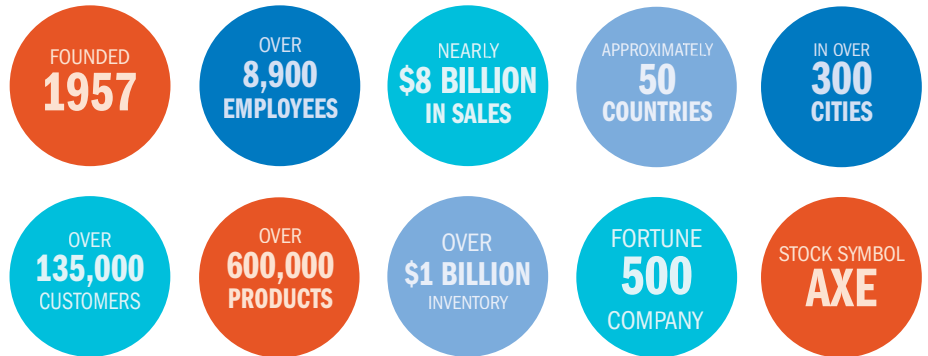 FOUNDED
1957
OVER
8,900
EMPLOYEES
NEARLY
$8 BILLION
IN SALES
APPROXIMATELY
50
COUNTRIES
IN OVER
300
CITIES
OVER
135,000
CUSTOMERS
OVER
600,000
PRODUCTS
OVER
$1 BILLION
INVENTORY
FORTUNE
500
COMPANY
STOCK SYMBOL
AXE